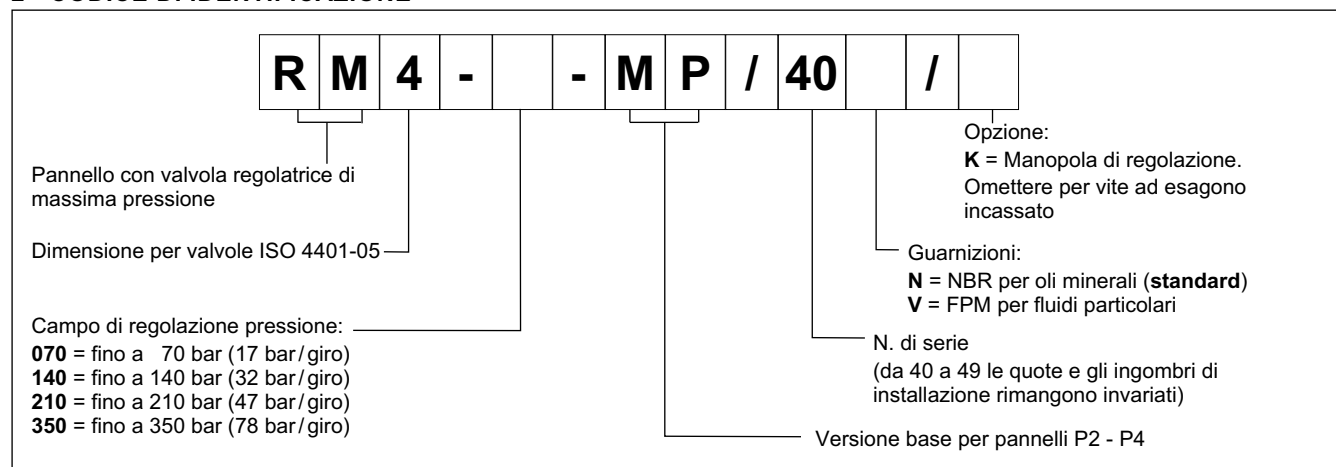 RM4- -MP/40 /
Pannello con valvola regolatrice di
massima pressione
Dimensione per valvole ISO 4401-05
Campo di regolazione pressione:
070 = fino a 70 bar (17 bar/giro)
140 = fino a 140 bar (32 bar/giro)
210 = fino a 210 bar (47 bar/giro)
350 = fino a 350 bar (78 bar/giro)
Opzione:
K = Manopola di regolazione.
Omettere per vite ad esagono
incassato
Guarnizioni:
N = NBR per oli minerali (standard)
V = FPM per fluidi particolari
N. di serie
(da 40 a 49 le quote e gli ingombri di
installazione rimangono invariati)
Versione base per pannelli P2 - P4